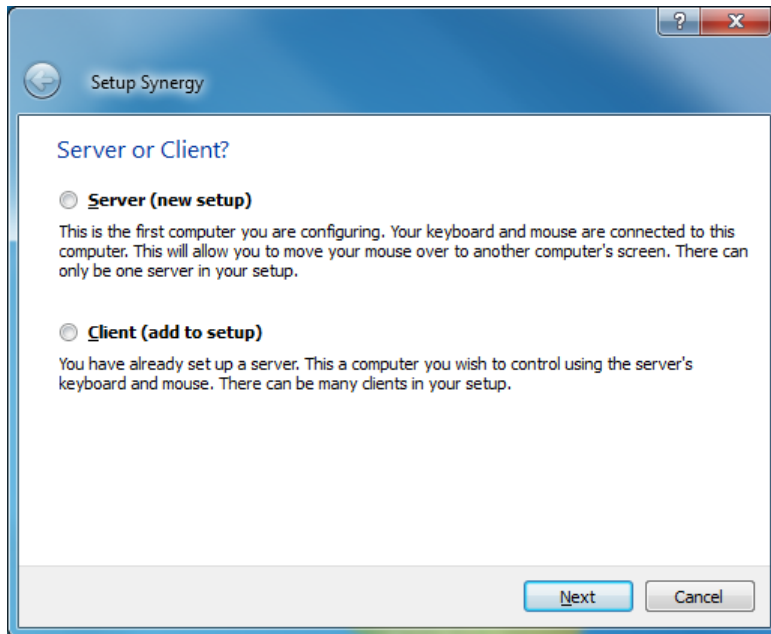 ?
X
Setup Synergy
Server or Client?
Server (new setup)
This is the first computer you are configuring. Your keyboard and mouse are connected to this
computer. This will allow you to move your mouse over to another computer's screen. There can
only be one server in your setup.
Client (add to setup)
You have already set up a server. This a computer you wish to control using the server's
keyboard and mouse. There can be many clients in your setup.
Next
Cancel